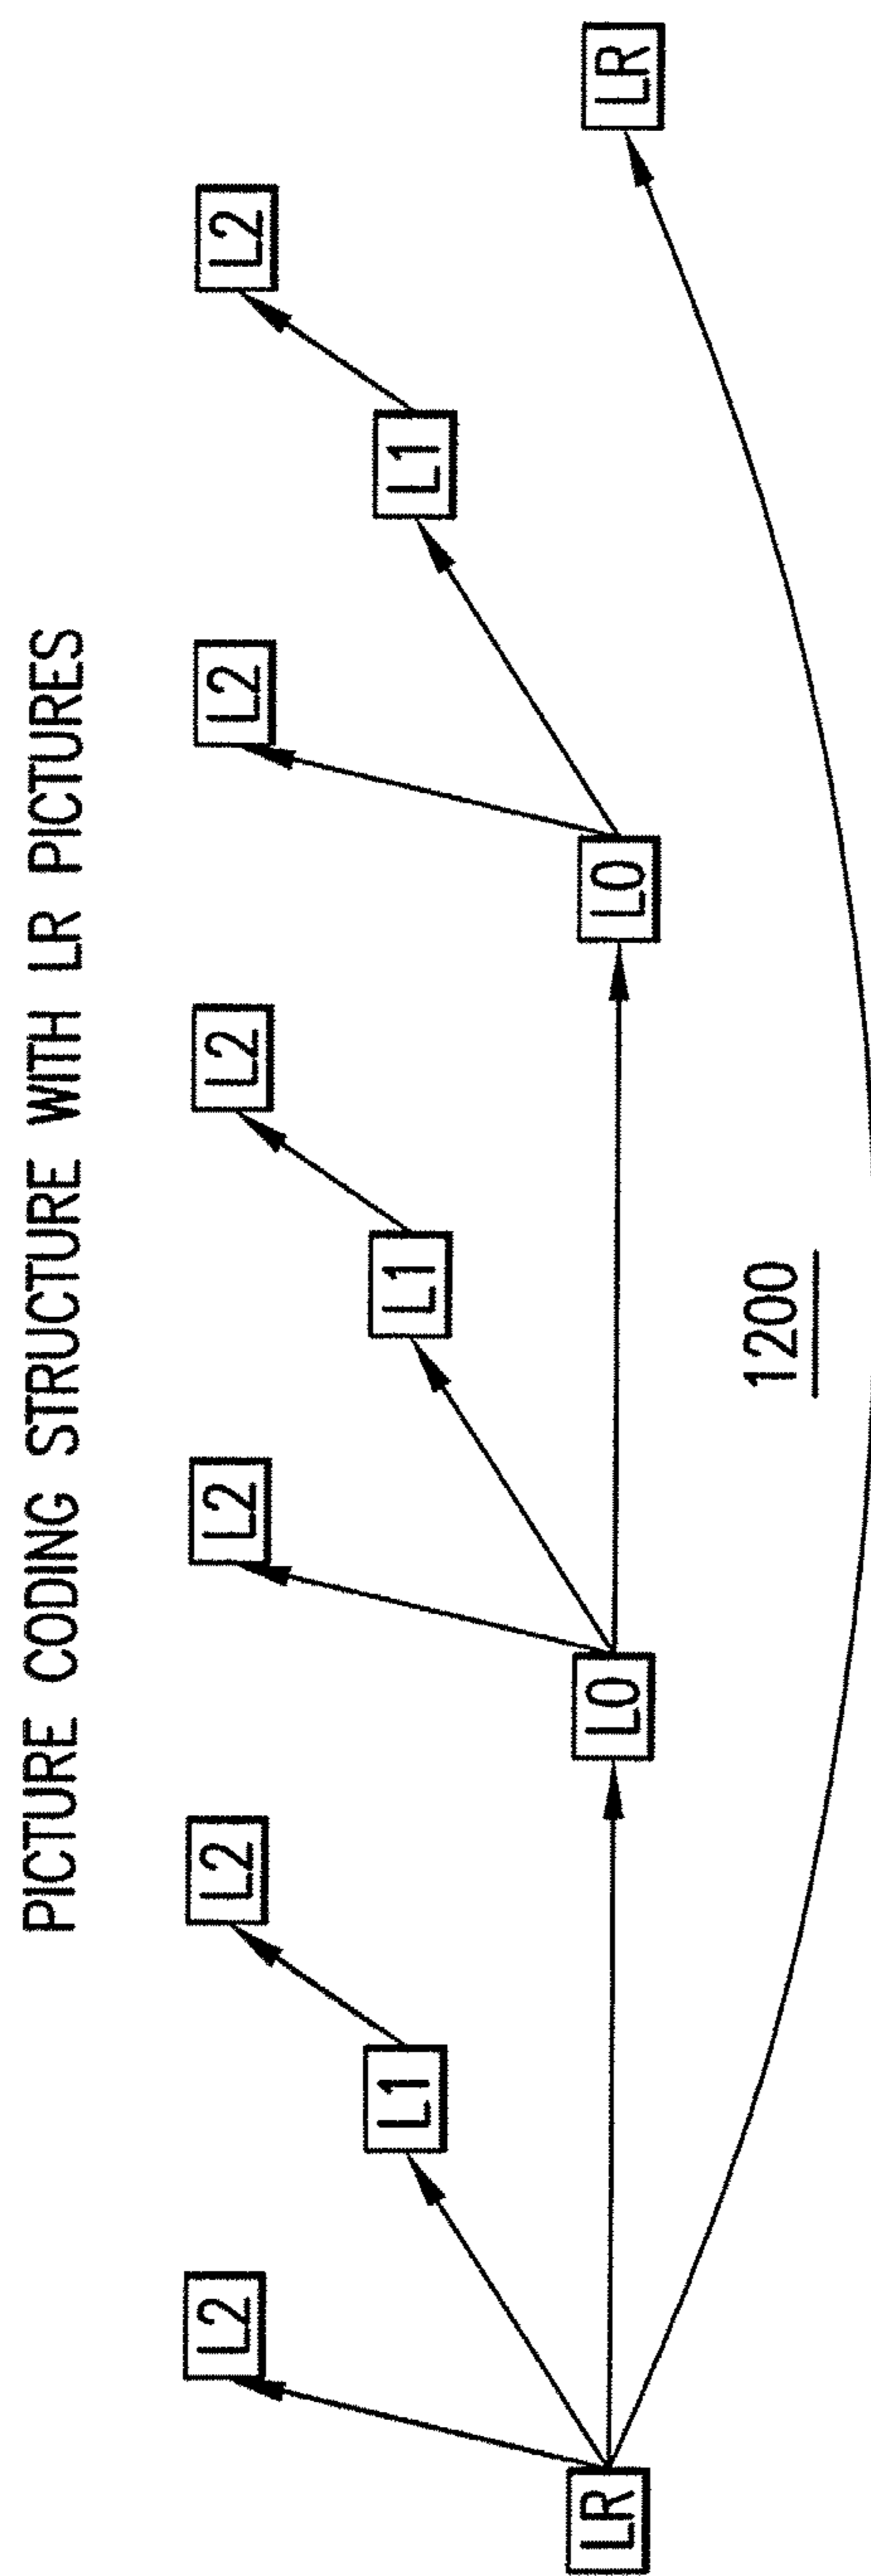 PICTURE CODING STRUCTURE WITH LR PICTURES
L2 L2 L2 L2 L2 L2
L1 L1 L1
LR L0 L0 LR
1200